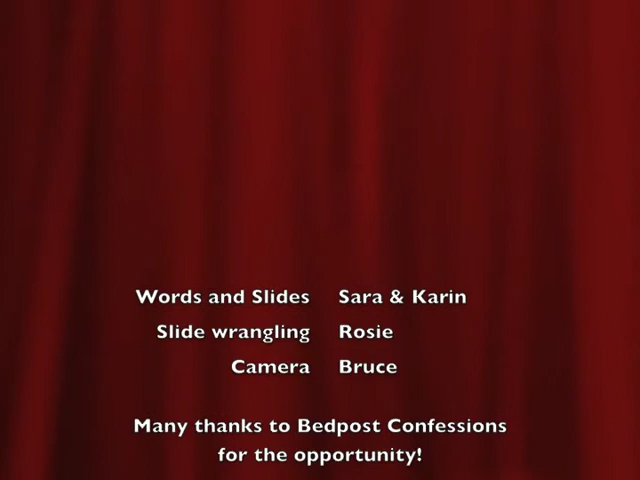 Words and Slides Sara & Karin
Slide wrangling Rosie
Camera Bruce
Many thanks to Bedpost Confessions
for the opportunity!